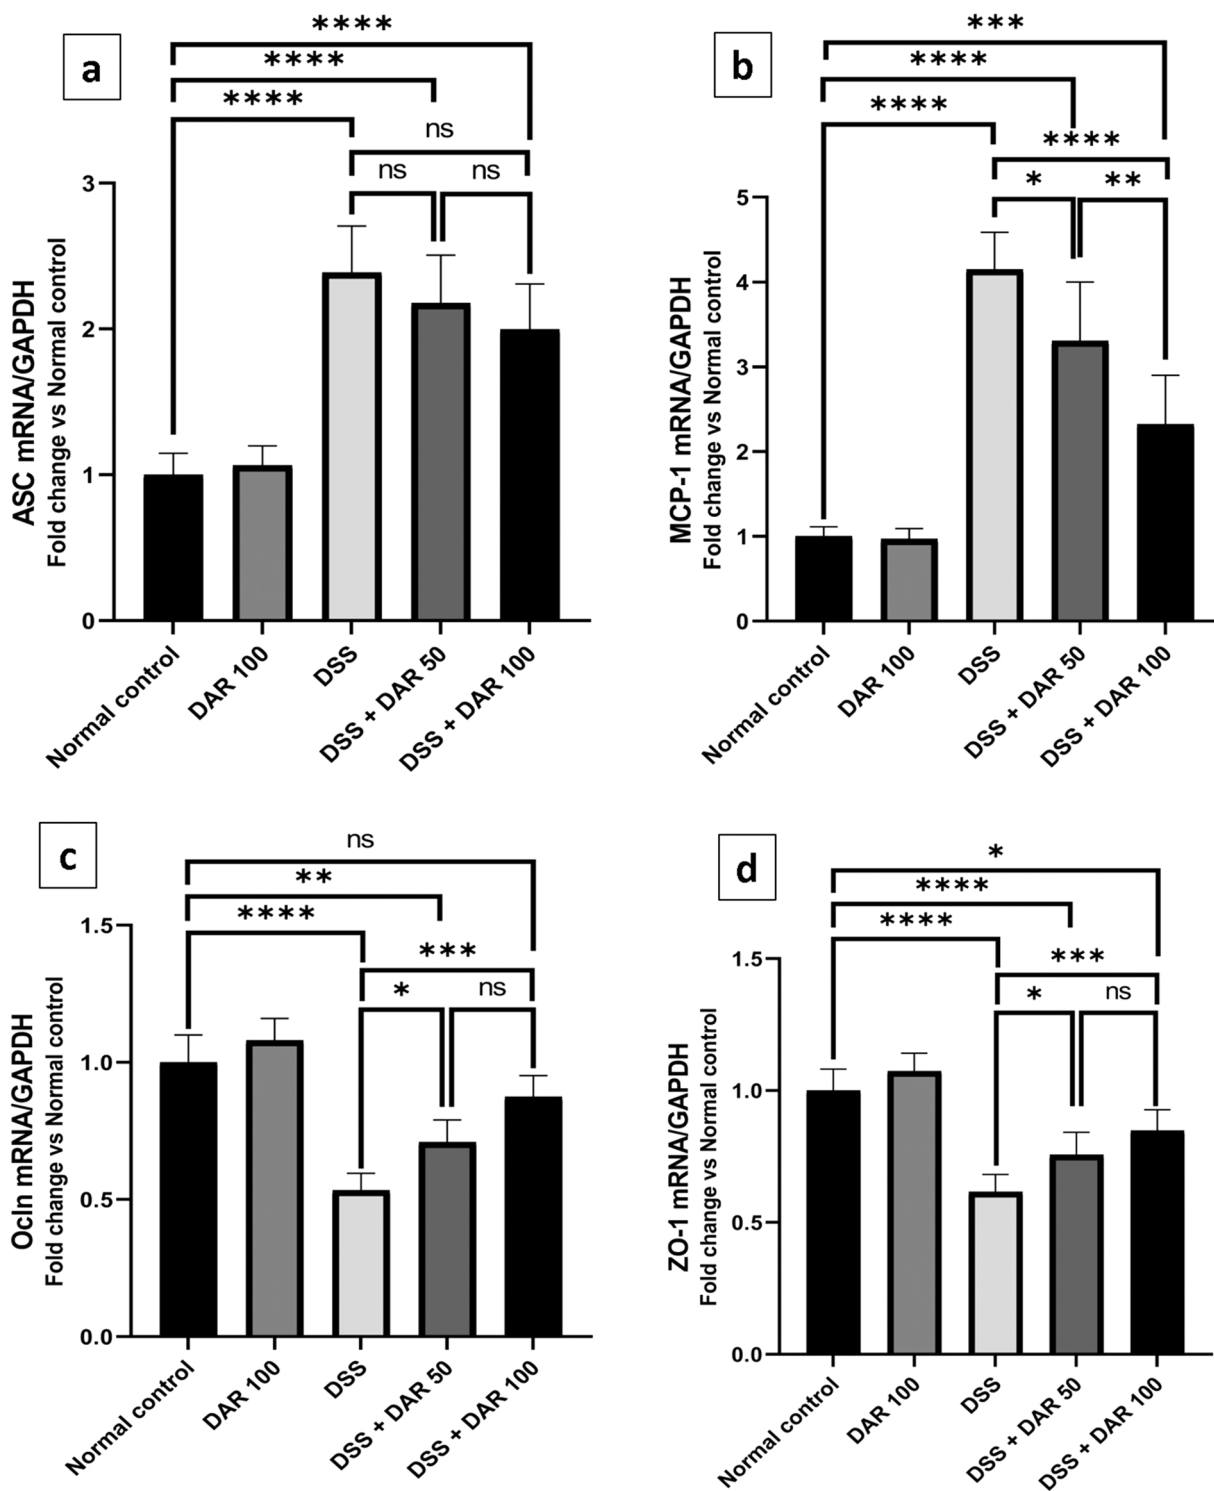 a
****
****
****
ns
ns
ns
3
2
1
0
ASC mRNA/GAPDH
Fold change vs Normal control
Normal control
DAR 100
DSS
DSS + DAR 50
DSS + DAR 100
b
***
****
****
****
*
**
5
4
3
2
1
0
MCP-1 mRNA/GAPDH
Fold change vs Normal control
Normal control
DAR 100
DSS
DSS + DAR 50
DSS + DAR 100
c
ns
**
****
***
*
ns
1.5
1.0
0.5
0.0
Ocln mRNA/GAPDH
Fold change vs Normal control
Normal control
DAR 100
DSS
DSS + DAR 50
DSS + DAR 100
d
*
****
****
***
*
ns
1.5
1.0
0.5
0.0
ZO-1 mRNA/GAPDH
Fold change vs Normal control
Normal control
DAR 100
DSS
DSS + DAR 50
DSS + DAR 100